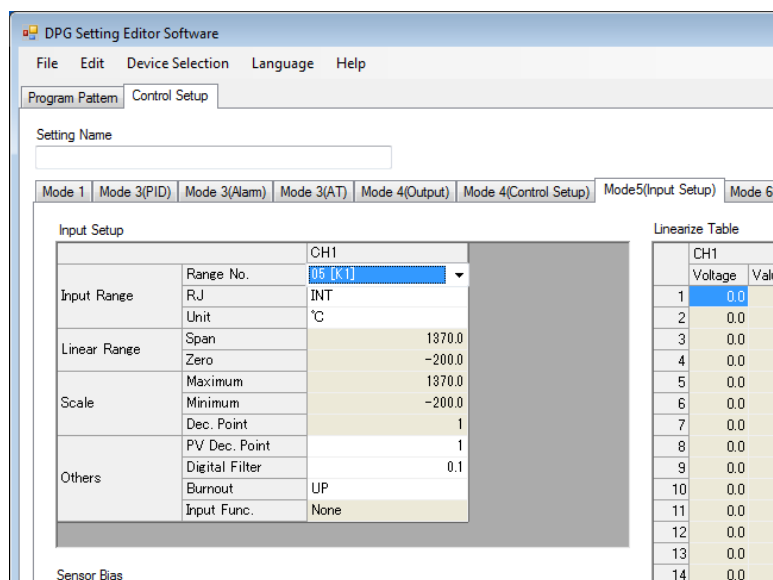 DPG Setting Editor Software
File Edit Device Selection Language Help
Program Pattern Control Setup
Setting Name
Mode 1 Mode 3(PID) Mode 3(Alarm) Mode 3(AT) Mode 4(Output) Mode 4(Control Setup) Mode5(Input Setup) Mode 6
Input Setup Linearize Table
CH1 CH1
Input Range Range No. 05 [K1] Voltage
RJ INT 1 0.0
Unit ℃ 2 0.0
Linear Range Span 1370.0 3 0.0
Zero -200.0 4 0.0
Scale Maximum 1370.0 5 0.0
Minimum -200.0 6 0.0
Dec. Point 1 7 0.0
Others PV Dec. Point 1 8 0.0
Digital Filter 0.1 9 0.0
Burnout UP 10 0.0
Input Func. None 11 0.0
12 0.0
13 0.0
Sensor Bias 14 0.0